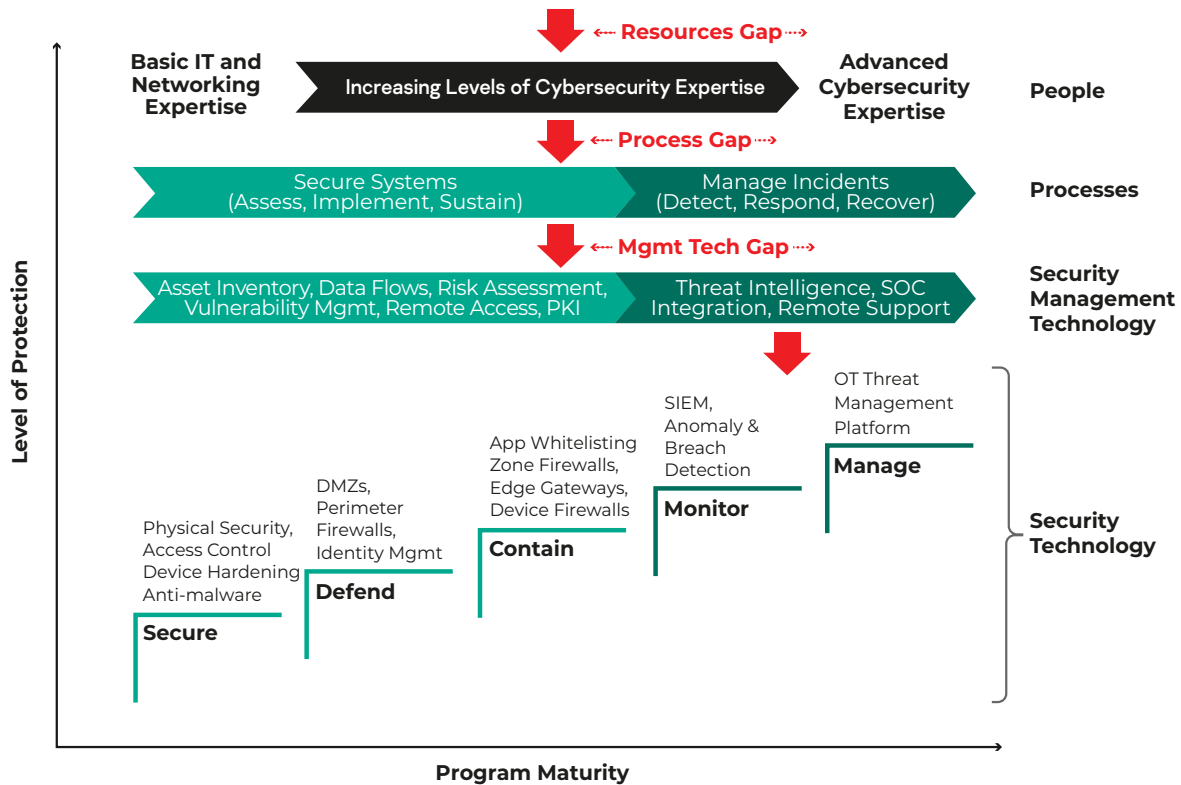 Resources Gap
Basic IT and
Networking
Expertise
Increasing Levels of Cybersecurity Expertise
Advanced
Cybersecurity
Expertise
People
Process Gap
Secure Systems
(Assess, Implement, Sustain)
Manage Incidents
(Detect, Respond, Recover)
Processes
Mgmt Tech Gap
Asset Inventory, Data Flows, Risk Assessment,
Vulnerability Mgmt, Remote Access, PKI
Threat Intelligence, SOC
Integration, Remote Support
Security
Management
Technology
Level of Protection
Physical Security,
Access Control
Device Hardening
Anti-malware
Secure
DMZs,
Perimeter
Firewalls,
Identity Mgmt
Defend
App Whitelisting
Zone Firewalls,
Edge Gateways,
Device Firewalls
Contain
SIEM,
Anomaly &
Breach
Detection
Monitor
OT Threat
Management
Platform
Manage
Security
Technology
Program Maturity